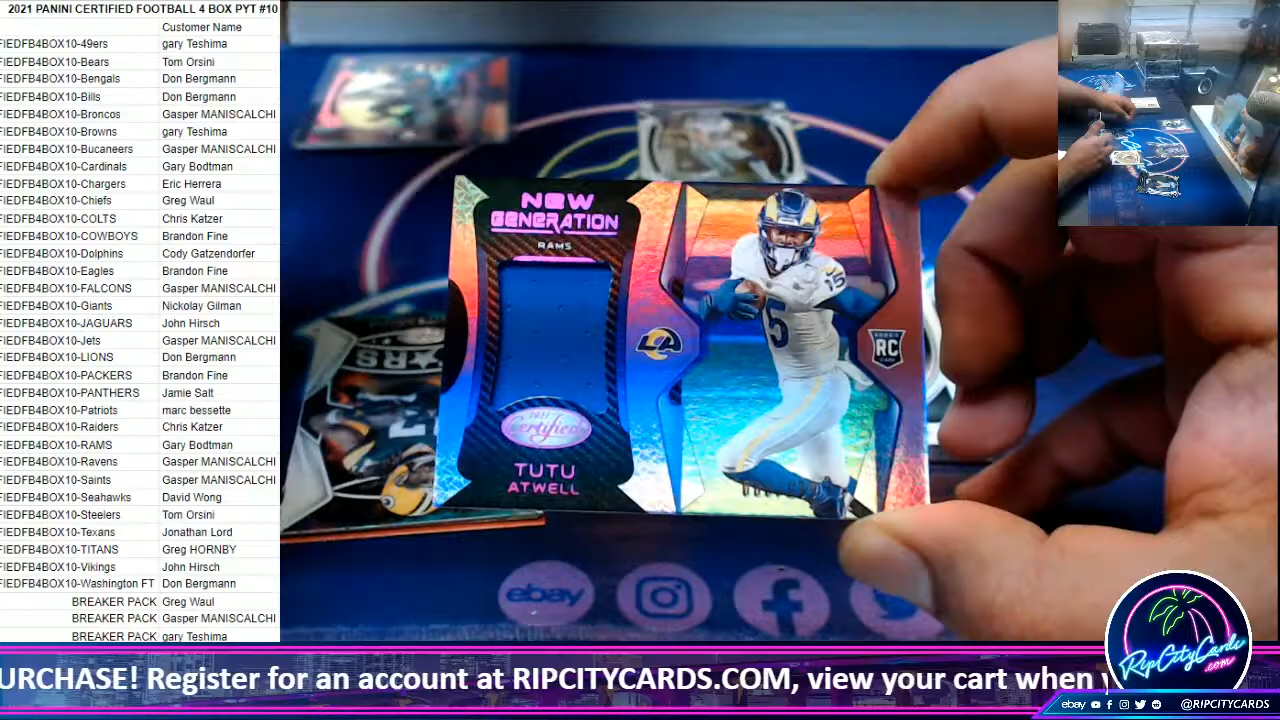 2021 PANINI CERTIFIED FOOTBALL 4 BOX PYT #10
Customer Name
FIEDFB4BOX10-49ers gary Teshima
FIEDFB4BOX10-Bears Tom Orsini
FIEDFB4BOX10-Bengals Don Bergmann
FIEDFB4BOX10-Bills Don Bergmann
FIEDFB4BOX10-Broncos Gasper MANISCALCHI
FIEDFB4BOX10-Browns gary Teshima
FIEDFB4BOX10-Bucaneers Gasper MANISCALCHI
FIEDFB4BOX10-Cardinals Gary Bodtman
FIEDFB4BOX10-Chargers Eric Herrera
FIEDFB4BOX10-Chiefs Greg Waul
FIEDFB4BOX10-COLTS Chris Katzer
FIEDFB4BOX10-COWBOYS Brandon Fine
FIEDFB4BOX10-Dolphins Cody Gatzendorfer
FIEDFB4BOX10-Eagles Brandon Fine
FIEDFB4BOX10-FALCONS Gasper MANISCALCHI
FIEDFB4BOX10-Giants Nickolay Gilman
FIEDFB4BOX10-JAGUARS John Hirsch
FIEDFB4BOX10-Jets Gasper MANISCALCHI
FIEDFB4BOX10-LIONS Don Bergmann
FIEDFB4BOX10-PACKERS Brandon Fine
FIEDFB4BOX10-PANTHERS Jamie Salt
FIEDFB4BOX10-Patriots marc bessette
FIEDFB4BOX10-Raiders Chris Katzer
FIEDFB4BOX10-RAMS Gary Bodtman
FIEDFB4BOX10-Ravens Gasper MANISCALCHI
FIEDFB4BOX10-Saints Gasper MANISCALCHI
FIEDFB4BOX10-Seahawks David Wong
FIEDFB4BOX10-Steelers Tom Orsini
FIEDFB4BOX10-Texans Jonathan Lord
FIEDFB4BOX10-TITANS Greg HORNBY
FIEDFB4BOX10-Vikings John Hirsch
FIEDFB4BOX10-Washington FT Don Bergmann
BREAKER PACK Greg Waul
BREAKER PACK Gasper MANISCALCHI
BREAKER PACK gary Teshima
NEW
GENERATION
RAMS
2021
Certified
TUTU
ATWELL
15
5
LA
ROOKIE
RC
CARD
ebay
URCHASE! Register for an account at RIPCITYCARDS.COM, view your cart when
RipCityCards
.com
ebay @RIPCITYCARDS